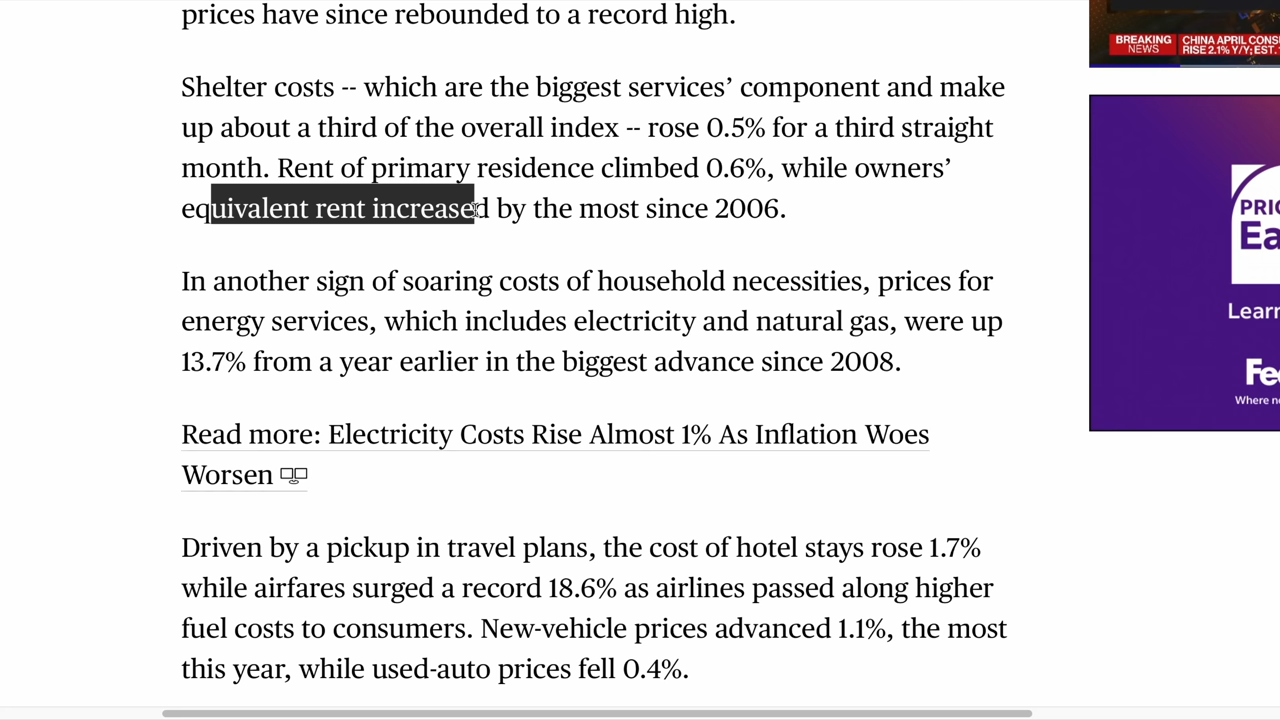 prices have since rebounded to a record high.
Shelter costs -- which are the biggest services’ component and make
up about a third of the overall index -- rose 0.5% for a third straight
month. Rent of primary residence climbed 0.6%, while owners’
equivalent rent increased by the most since 2006.
In another sign of soaring costs of household necessities, prices for
energy services, which includes electricity and natural gas, were up
13.7% from a year earlier in the biggest advance since 2008.
Read more: Electricity Costs Rise Almost 1% As Inflation Woes
Worsen
Driven by a pickup in travel plans, the cost of hotel stays rose 1.7%
while airfares surged a record 18.6% as airlines passed along higher
fuel costs to consumers. New-vehicle prices advanced 1.1%, the most
this year, while used-auto prices fell 0.4%.
BREAKING
NEWS
CHINA APRIL CONS
RISE 2.1% Y/Y; EST.
PRIO
Ea
Learn
Fe
Where n